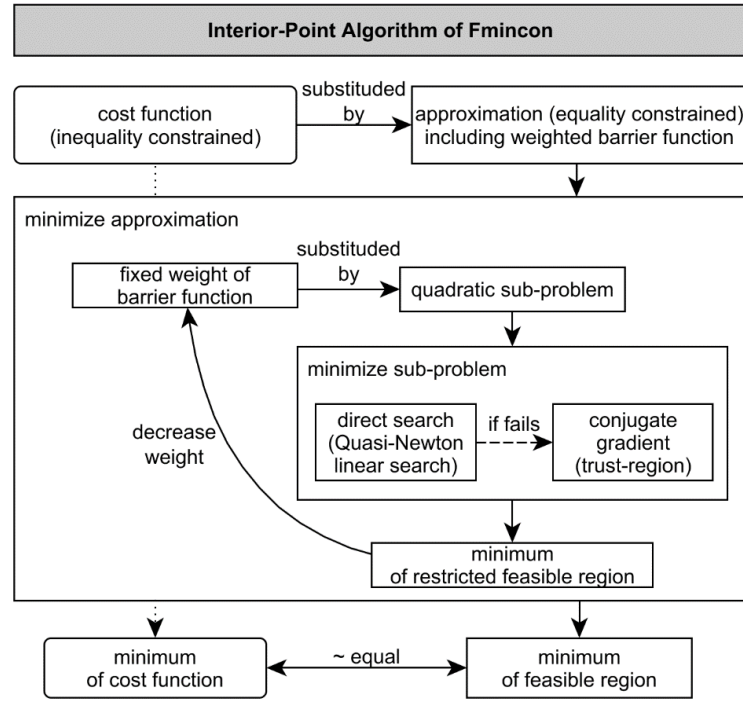 Interior-Point Algorithm of Fmincon
cost function
(inequality constrained)
substituded
by
approximation (equality constrained)
including weighted barrier function
minimize approximation
fixed weight of
barrier function
substituded
by
quadratic sub-problem
minimize sub-problem
direct search
(Quasi-Newton
linear search)
if fails
conjugate
gradient
(trust-region)
decrease
weight
minimum
of restricted feasible region
minimum
of cost function
~ equal
minimum
of feasible region